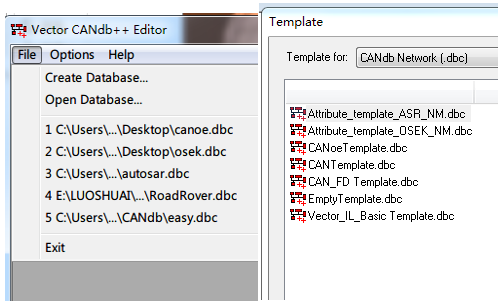 Vector CANdb++ Editor
File Options Help
Create Database...
Open Database...
1 C:\Users\...\Desktop\canoe.dbc
2 C:\Users\...\Desktop\osek.dbc
3 C:\Users\...\autosar.dbc
4 E:\LUOSHUAI\...\RoadRover.dbc
5 C:\Users\...\CANdb\easy.dbc
Exit
Template
Template for: CANdb Network (.dbc)
Attribute_template_ASR_NM.dbc
Attribute_template_OSEK_NM.dbc
CANoeTemplate.dbc
CANTemplate.dbc
CAN_FD Template.dbc
EmptyTemplate.dbc
Vector_IL_Basic Template.dbc